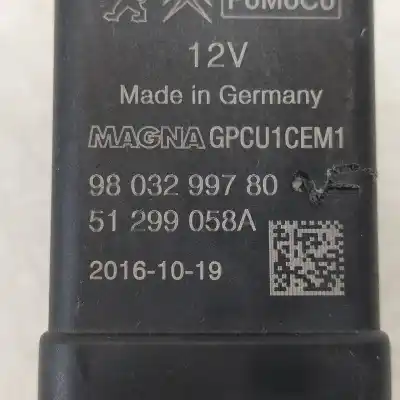 12V
Made in Germany
MAGNA GPCU1CEM1
98 032 997 80
51 299 058A
2016-10-19